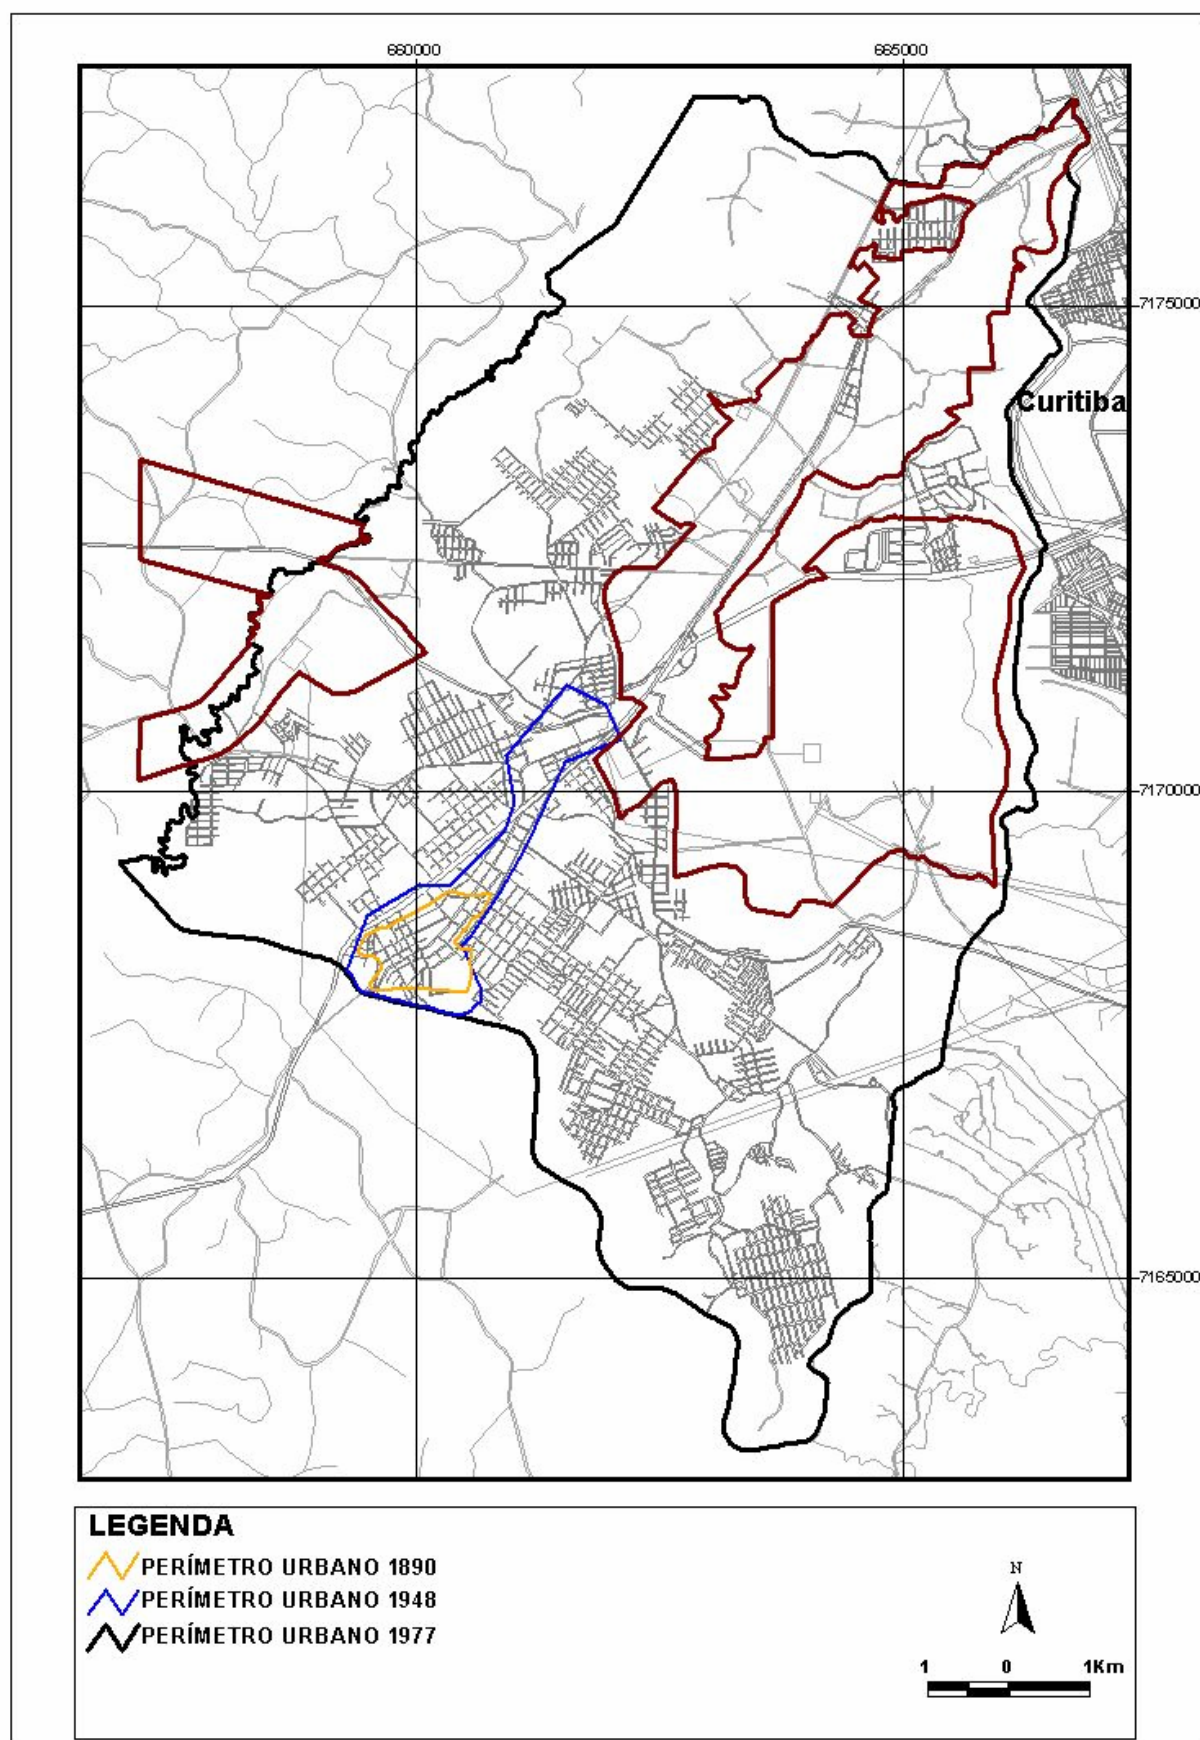 660000 665000
7175000
Curitiba
7170000
7165000
LEGENDA
PERÍMETRO URBANO 1890
PERÍMETRO URBANO 1948
PERÍMETRO URBANO 1977
N
1 0 1Km